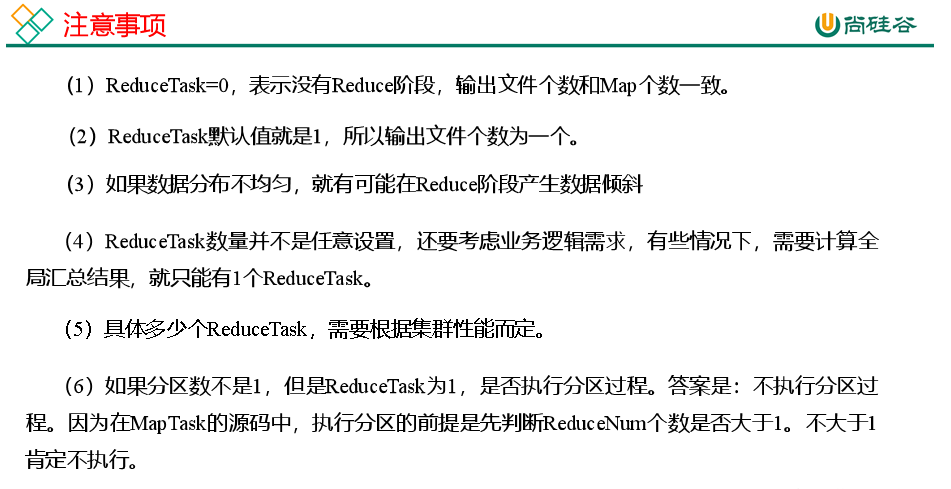 注意事项
尚硅谷
（1）ReduceTask=0，表示没有Reduce阶段，输出文件个数和Map个数一致。
（2）ReduceTask默认值就是1，所以输出文件个数为一个。
（3）如果数据分布不均匀，就有可能在Reduce阶段产生数据倾斜
（4）ReduceTask数量并不是任意设置，还要考虑业务逻辑需求，有些情况下，需要计算全
局汇总结果，就只能有1个ReduceTask。
（5）具体多少个ReduceTask，需要根据集群性能而定。
（6）如果分区数不是1，但是ReduceTask为1，是否执行分区过程。答案是：不执行分区过
程。因为在MapTask的源码中，执行分区的前提是先判断ReduceNum个数是否大于1。不大于1
肯定不执行。